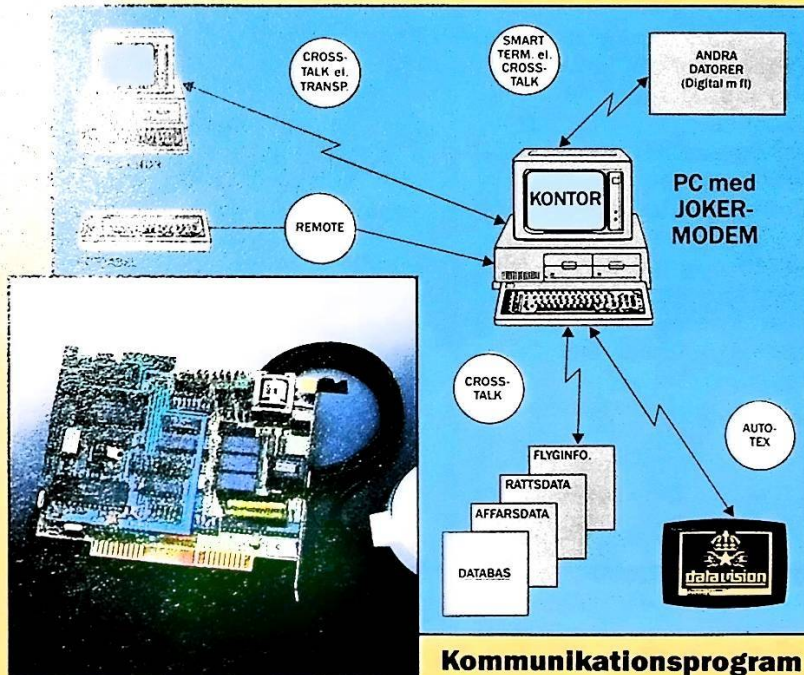 CROSS-
TALK el.
TRANSP.
SMART
TERM. el.
CROSS-
TALK
ANDRA
DATORER
(Digital m fl)
KONTOR
PC med
JOKER-
MODEM
REMOTE
CROSS-
TALK
AUTO-
TEX
FLYGINFO.
RATTSDATA
AFFARSDATA
DATABAS
datavision
Kommunikationsprogram